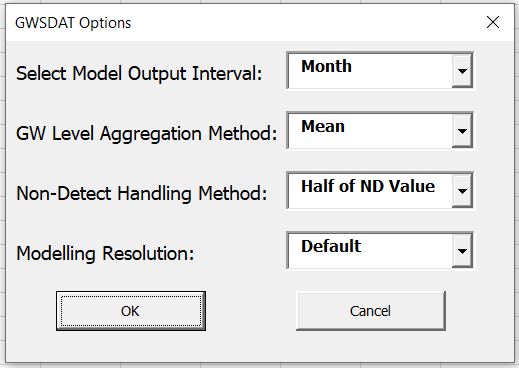 GWSDAT Options
Select Model Output Interval: Month
GW Level Aggregation Method: Mean
Non-Detect Handling Method: Half of ND Value
Modelling Resolution: Default
OK Cancel